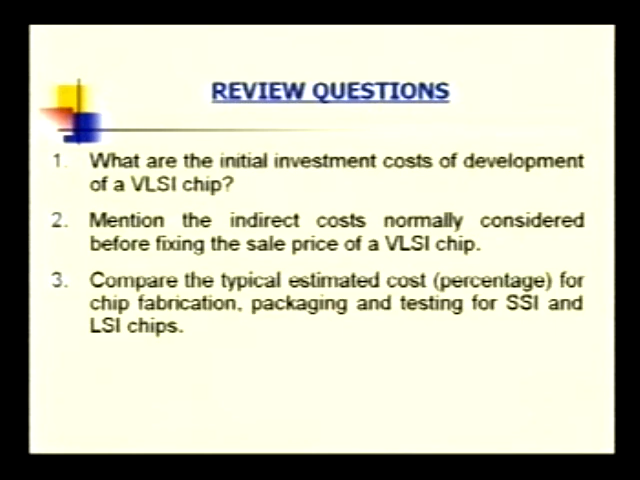 REVIEW QUESTIONS
1. What are the initial investment costs of development
of a VLSI chip?
2. Mention the indirect costs normally considered
before fixing the sale price of a VLSI chip.
3. Compare the typical estimated cost (percentage) for
chip fabrication, packaging and testing for SSI and
LSI chips.